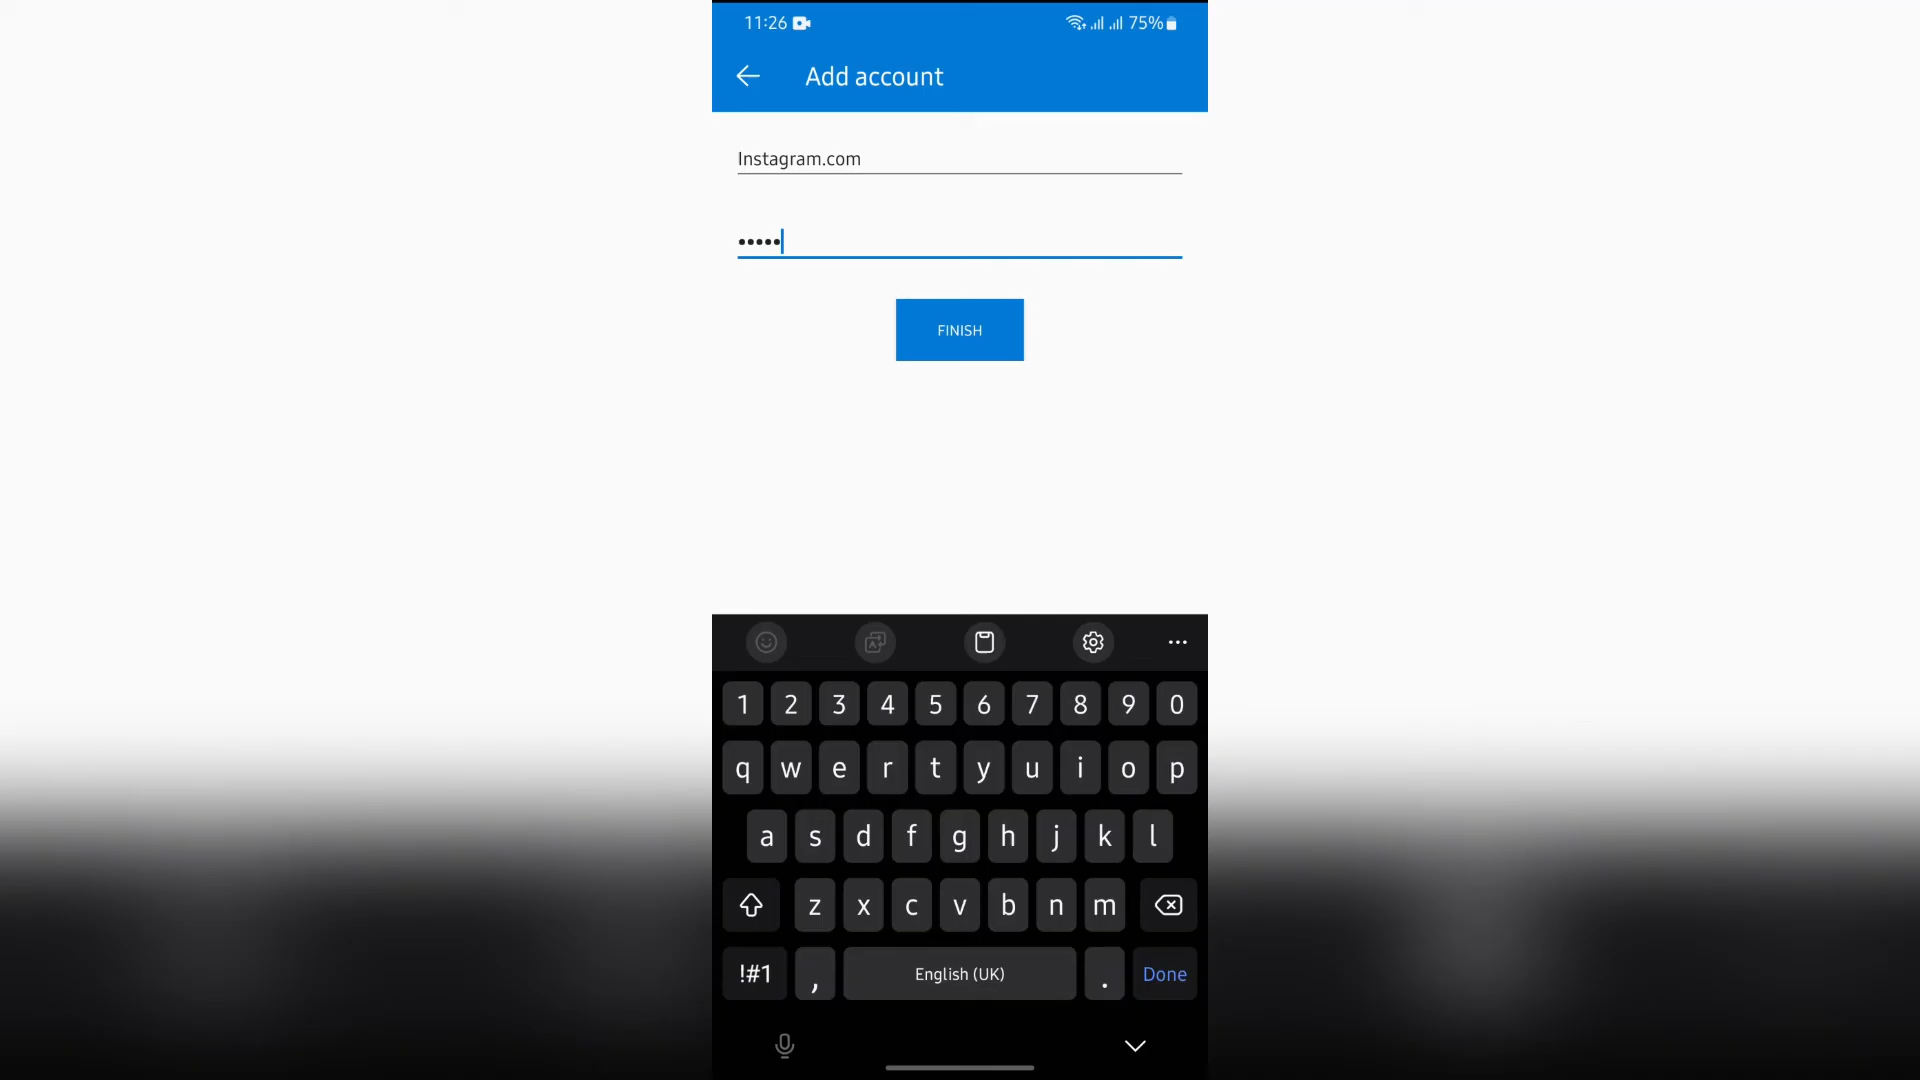 11:26 75%
Add account
Instagram.com
•••••
FINISH
1 2 3 4 5 6 7 8 9 0
q w e r t y u i o p
a s d f g h j k l
z x c v b n m
!#1 , English (UK) . Done